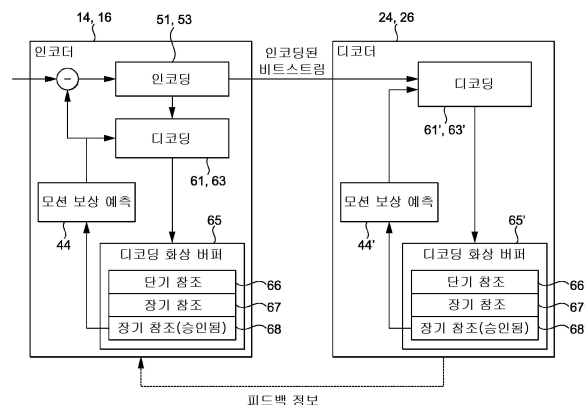 14, 16
51, 53
24, 26
인코더
인코딩된
비트스트림
디코더
인코딩
디코딩
디코딩
61, 63
61', 63'
모션 보상 예측
44
65
모션 보상 예측
44'
65'
디코딩 화상 버퍼
단기 참조
66
장기 참조
67
장기 참조(승인됨)
68
디코딩 화상 버퍼
단기 참조
66
장기 참조
67
장기 참조(승인됨)
68
피드백 정보